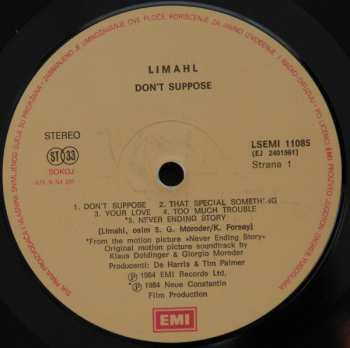 LIMAHL
DON'T SUPPOSE
STEREO
ST 33
SOKOJ
LSEMI 11085
(EJ 2401961)
Strana 1
1. DON'T SUPPOSE 2. THAT SPECIAL SOMETHING
3. YOUR LOVE 4. TOO MUCH TROUBLE
*5. NEVER ENDING STORY
(Limahl, osim 5. G. Moroder/K. Forsey)
*From the motion picture »Never Ending Story«
Original motion picture soundtrack by
Klaus Doldinger & Giorgio Moroder
Producenti: De Harris & Tim Palmer
℗ 1984 EMI Records Ltd.
*℗ 1984 Neue Constantin
Film Production
EMI